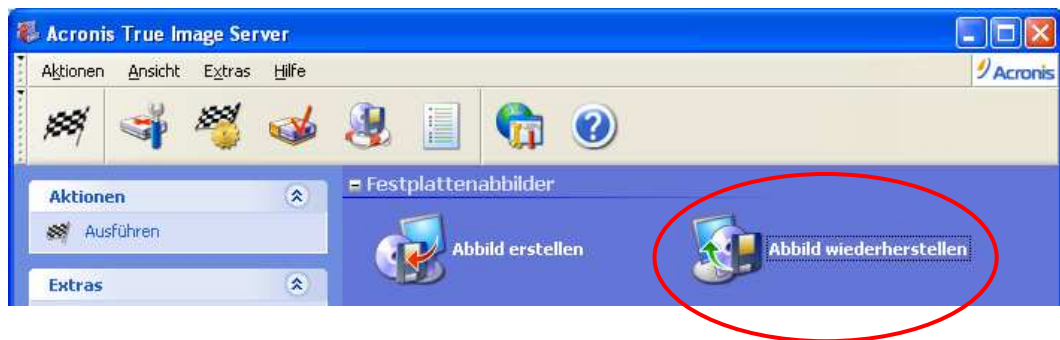 Acronis True Image Server
Aktionen Ansicht Extras Hilfe
Acronis
Aktionen
Festplattenabbilder
Ausführen
Abbild erstellen
Abbild wiederherstellen
Extras